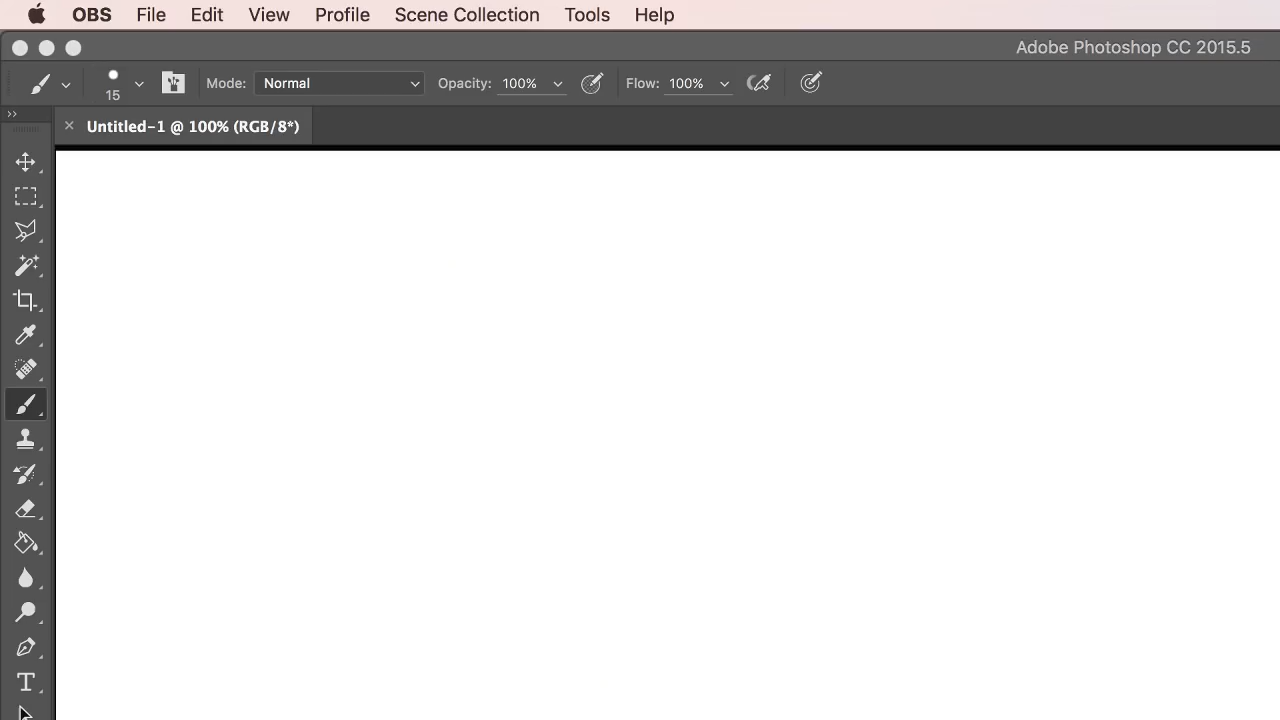 OBS File Edit View Profile Scene Collection Tools Help
Adobe Photoshop CC 2015.5
15 Mode: Normal Opacity: 100% Flow: 100%
Untitled-1 @ 100% (RGB/8*)